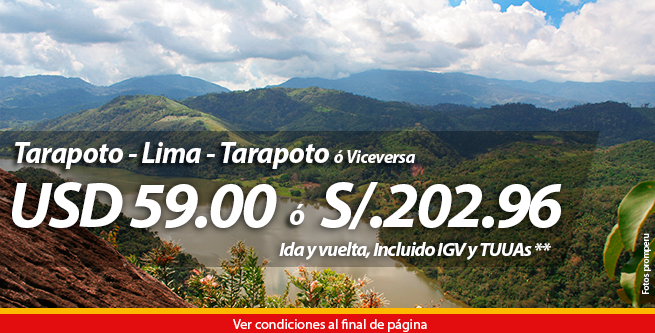 Tarapoto - Lima - Tarapoto ó Viceversa
USD 59.00 ó S/.202.96
Ida y vuelta, Incluido IGV y TUUAs **
Fotos promperu
Ver condiciones al final de página